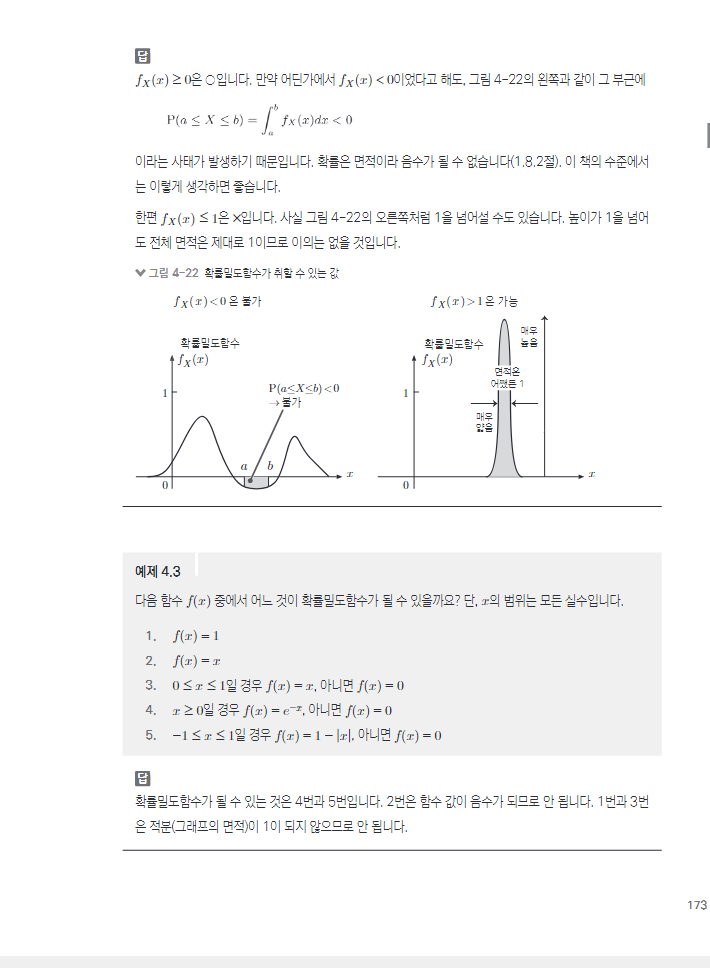 답
f_X(x) ≥ 0은 ○입니다. 만약 어딘가에서 f_X(x) < 0이었다고 해도, 그림 4-22의 왼쪽과 같이 그 부근에
P(a ≤ X ≤ b) = ∫_a^b f_X(x)dx < 0
이라는 사태가 발생하기 때문입니다. 확률은 면적이라 음수가 될 수 없습니다(1.8.2절). 이 책의 수준에서
는 이렇게 생각하면 좋습니다.
한편 f_X(x) ≤ 1은 ×입니다. 사실 그림 4-22의 오른쪽처럼 1을 넘어설 수도 있습니다. 높이가 1을 넘어
도 전체 면적은 제대로 1이므로 이의는 없을 것입니다.
그림 4-22 확률밀도함수가 취할 수 있는 값
f_X(x)<0은 불가
확률밀도함수
f_X(x)
1
P(a≤X≤b)<0
→ 불가
a b
x
0
f_X(x)>1은 가능
확률밀도함수
f_X(x)
매우
높음
면적은
어쨌든 1
1
매우
얇음
x
0
예제 4.3
다음 함수 f(x) 중에서 어느 것이 확률밀도함수가 될 수 있을까요? 단, x의 범위는 모든 실수입니다.
1. f(x) = 1
2. f(x) = x
3. 0 ≤ x ≤ 1일 경우 f(x) = x, 아니면 f(x) = 0
4. x ≥ 0일 경우 f(x) = e^{-x}, 아니면 f(x) = 0
5. −1 ≤ x ≤ 1일 경우 f(x) = 1 − |x|, 아니면 f(x) = 0
답
확률밀도함수가 될 수 있는 것은 4번과 5번입니다. 2번은 함수 값이 음수가 되므로 안 됩니다. 1번과 3번
은 적분(그래프의 면적)이 1이 되지 않으므로 안 됩니다.
173